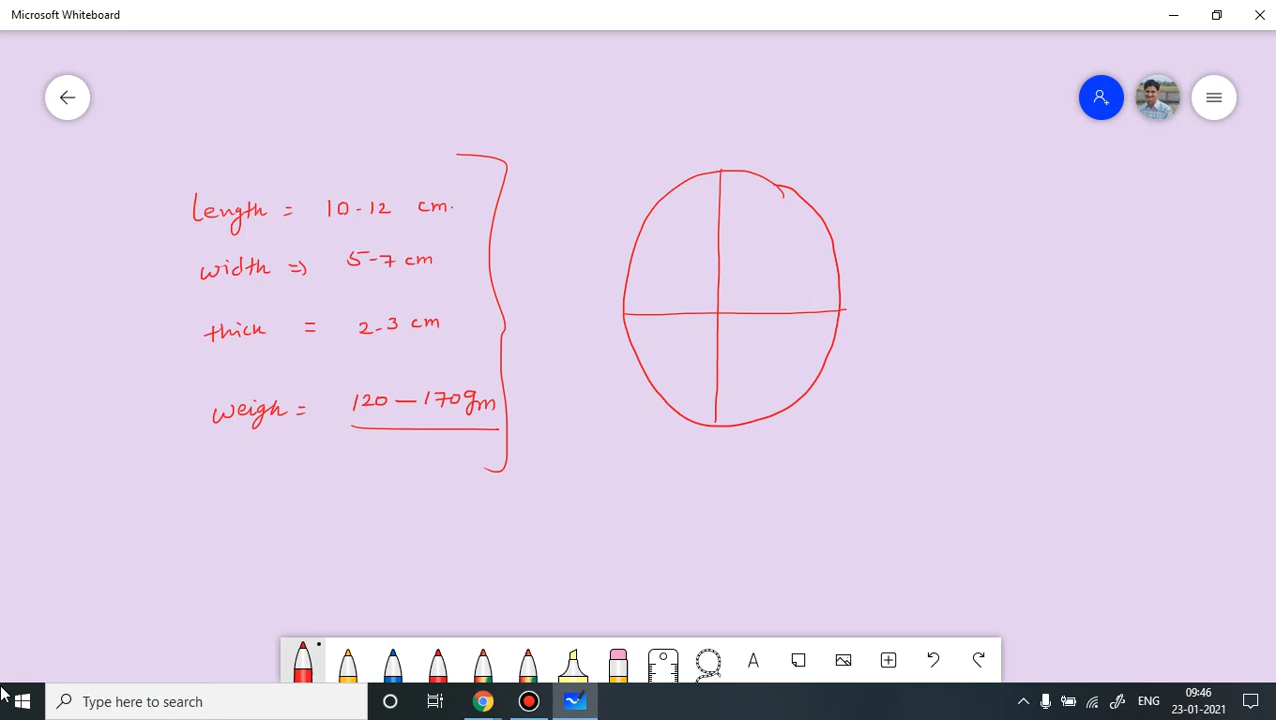 Microsoft Whiteboard
length = 10-12 cm.
width => 5-7 cm
thick = 2-3 cm
weigh = 120 — 170gm
A
Type here to search
ENG
09:46
23-01-2021